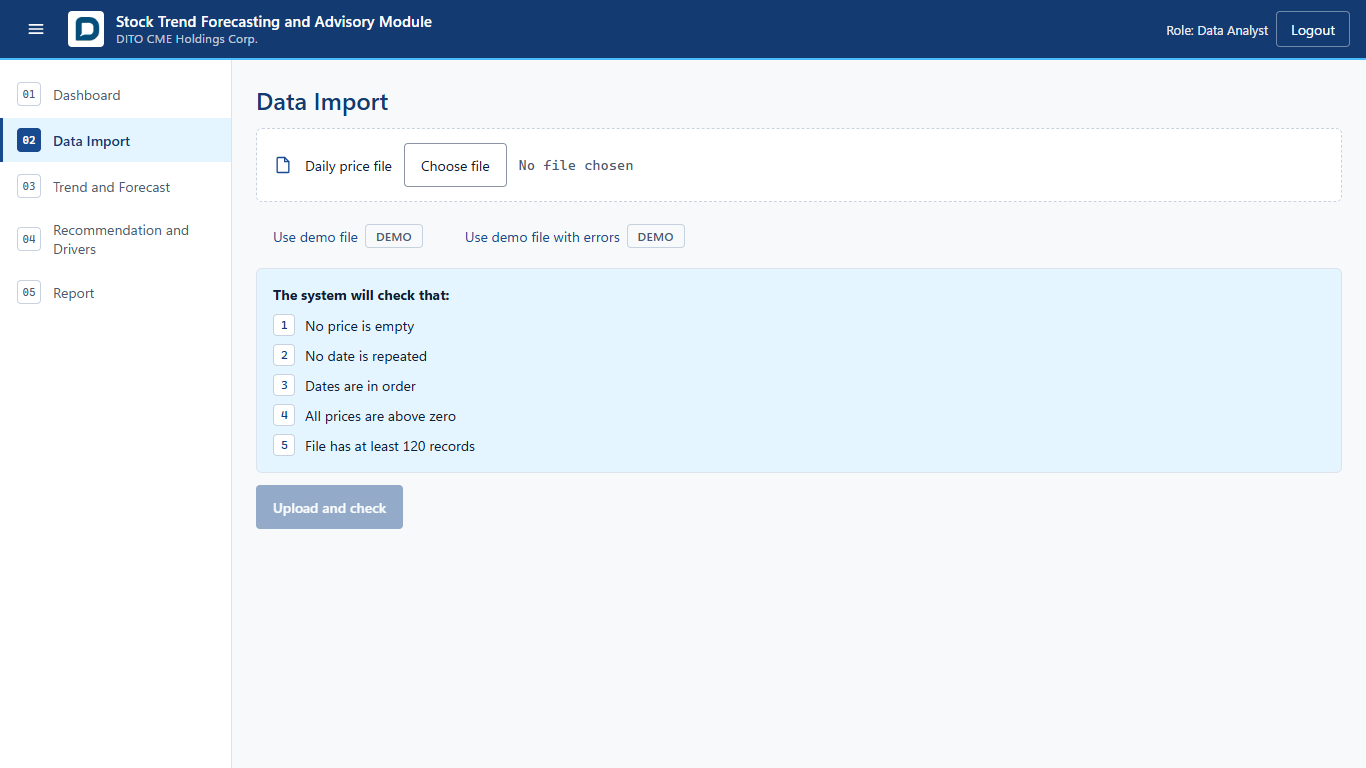 Stock Trend Forecasting and Advisory Module
DITO CME Holdings Corp.
Role: Data Analyst
Logout
01 Dashboard
02 Data Import
03 Trend and Forecast
04 Recommendation and
Drivers
05 Report
Data Import
Daily price file Choose file No file chosen
Use demo file DEMO Use demo file with errors DEMO
The system will check that:
1 No price is empty
2 No date is repeated
3 Dates are in order
4 All prices are above zero
5 File has at least 120 records
Upload and check